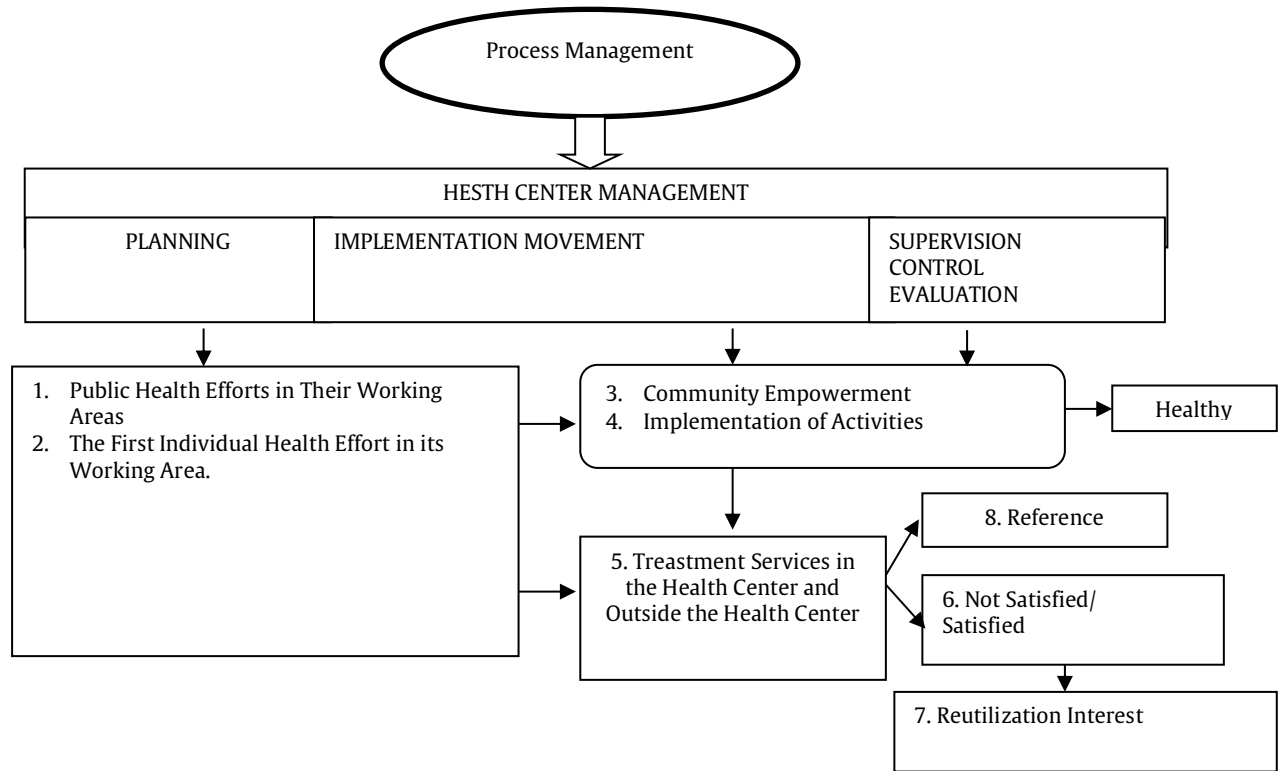 Process Management
HESTH CENTER MANAGEMENT
PLANNING
IMPLEMENTATION MOVEMENT
SUPERVISION
CONTROL
EVALUATION
1. Public Health Efforts in Their Working
Areas
2. The First Individual Health Effort in its
Working Area.
3. Community Empowerment
4. Implementation of Activities
Healthy
5. Treastment Services in
the Health Center and
Outside the Health Center
8. Reference
6. Not Satisfied/
Satisfied
7. Reutilization Interest